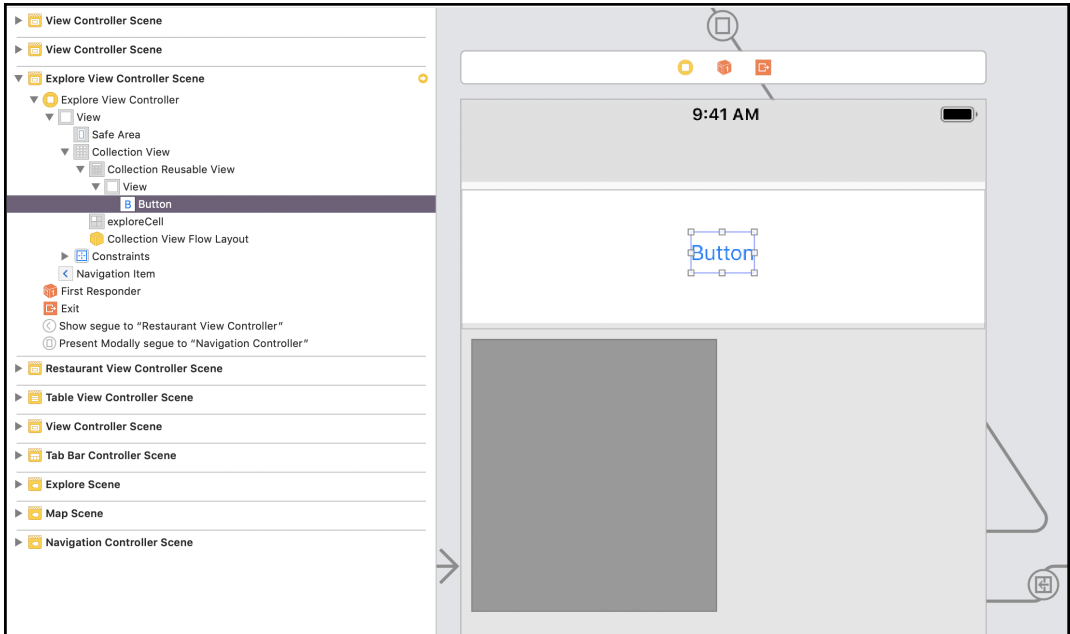 View Controller Scene
View Controller Scene
Explore View Controller Scene
Explore View Controller
View
Safe Area
Collection View
Collection Reusable View
View
B Button
exploreCell
Collection View Flow Layout
Constraints
Navigation Item
First Responder
Exit
Show segue to “Restaurant View Controller”
Present Modally segue to “Navigation Controller”
Restaurant View Controller Scene
Table View Controller Scene
View Controller Scene
Tab Bar Controller Scene
Explore Scene
Map Scene
Navigation Controller Scene
9:41 AM
Button